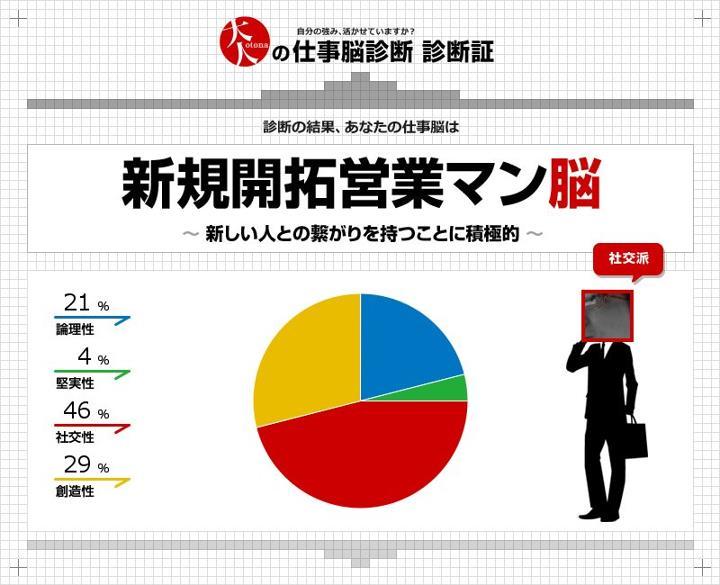 自分の強み、活かせていますか？
大人 otona の仕事脳診断 診断証
診断の結果、あなたの仕事脳は
新規開拓営業マン脳
～ 新しい人との繋がりを持つことに積極的 ～
社交派
21 %
論理性
4 %
堅実性
46 %
社交性
29 %
創造性